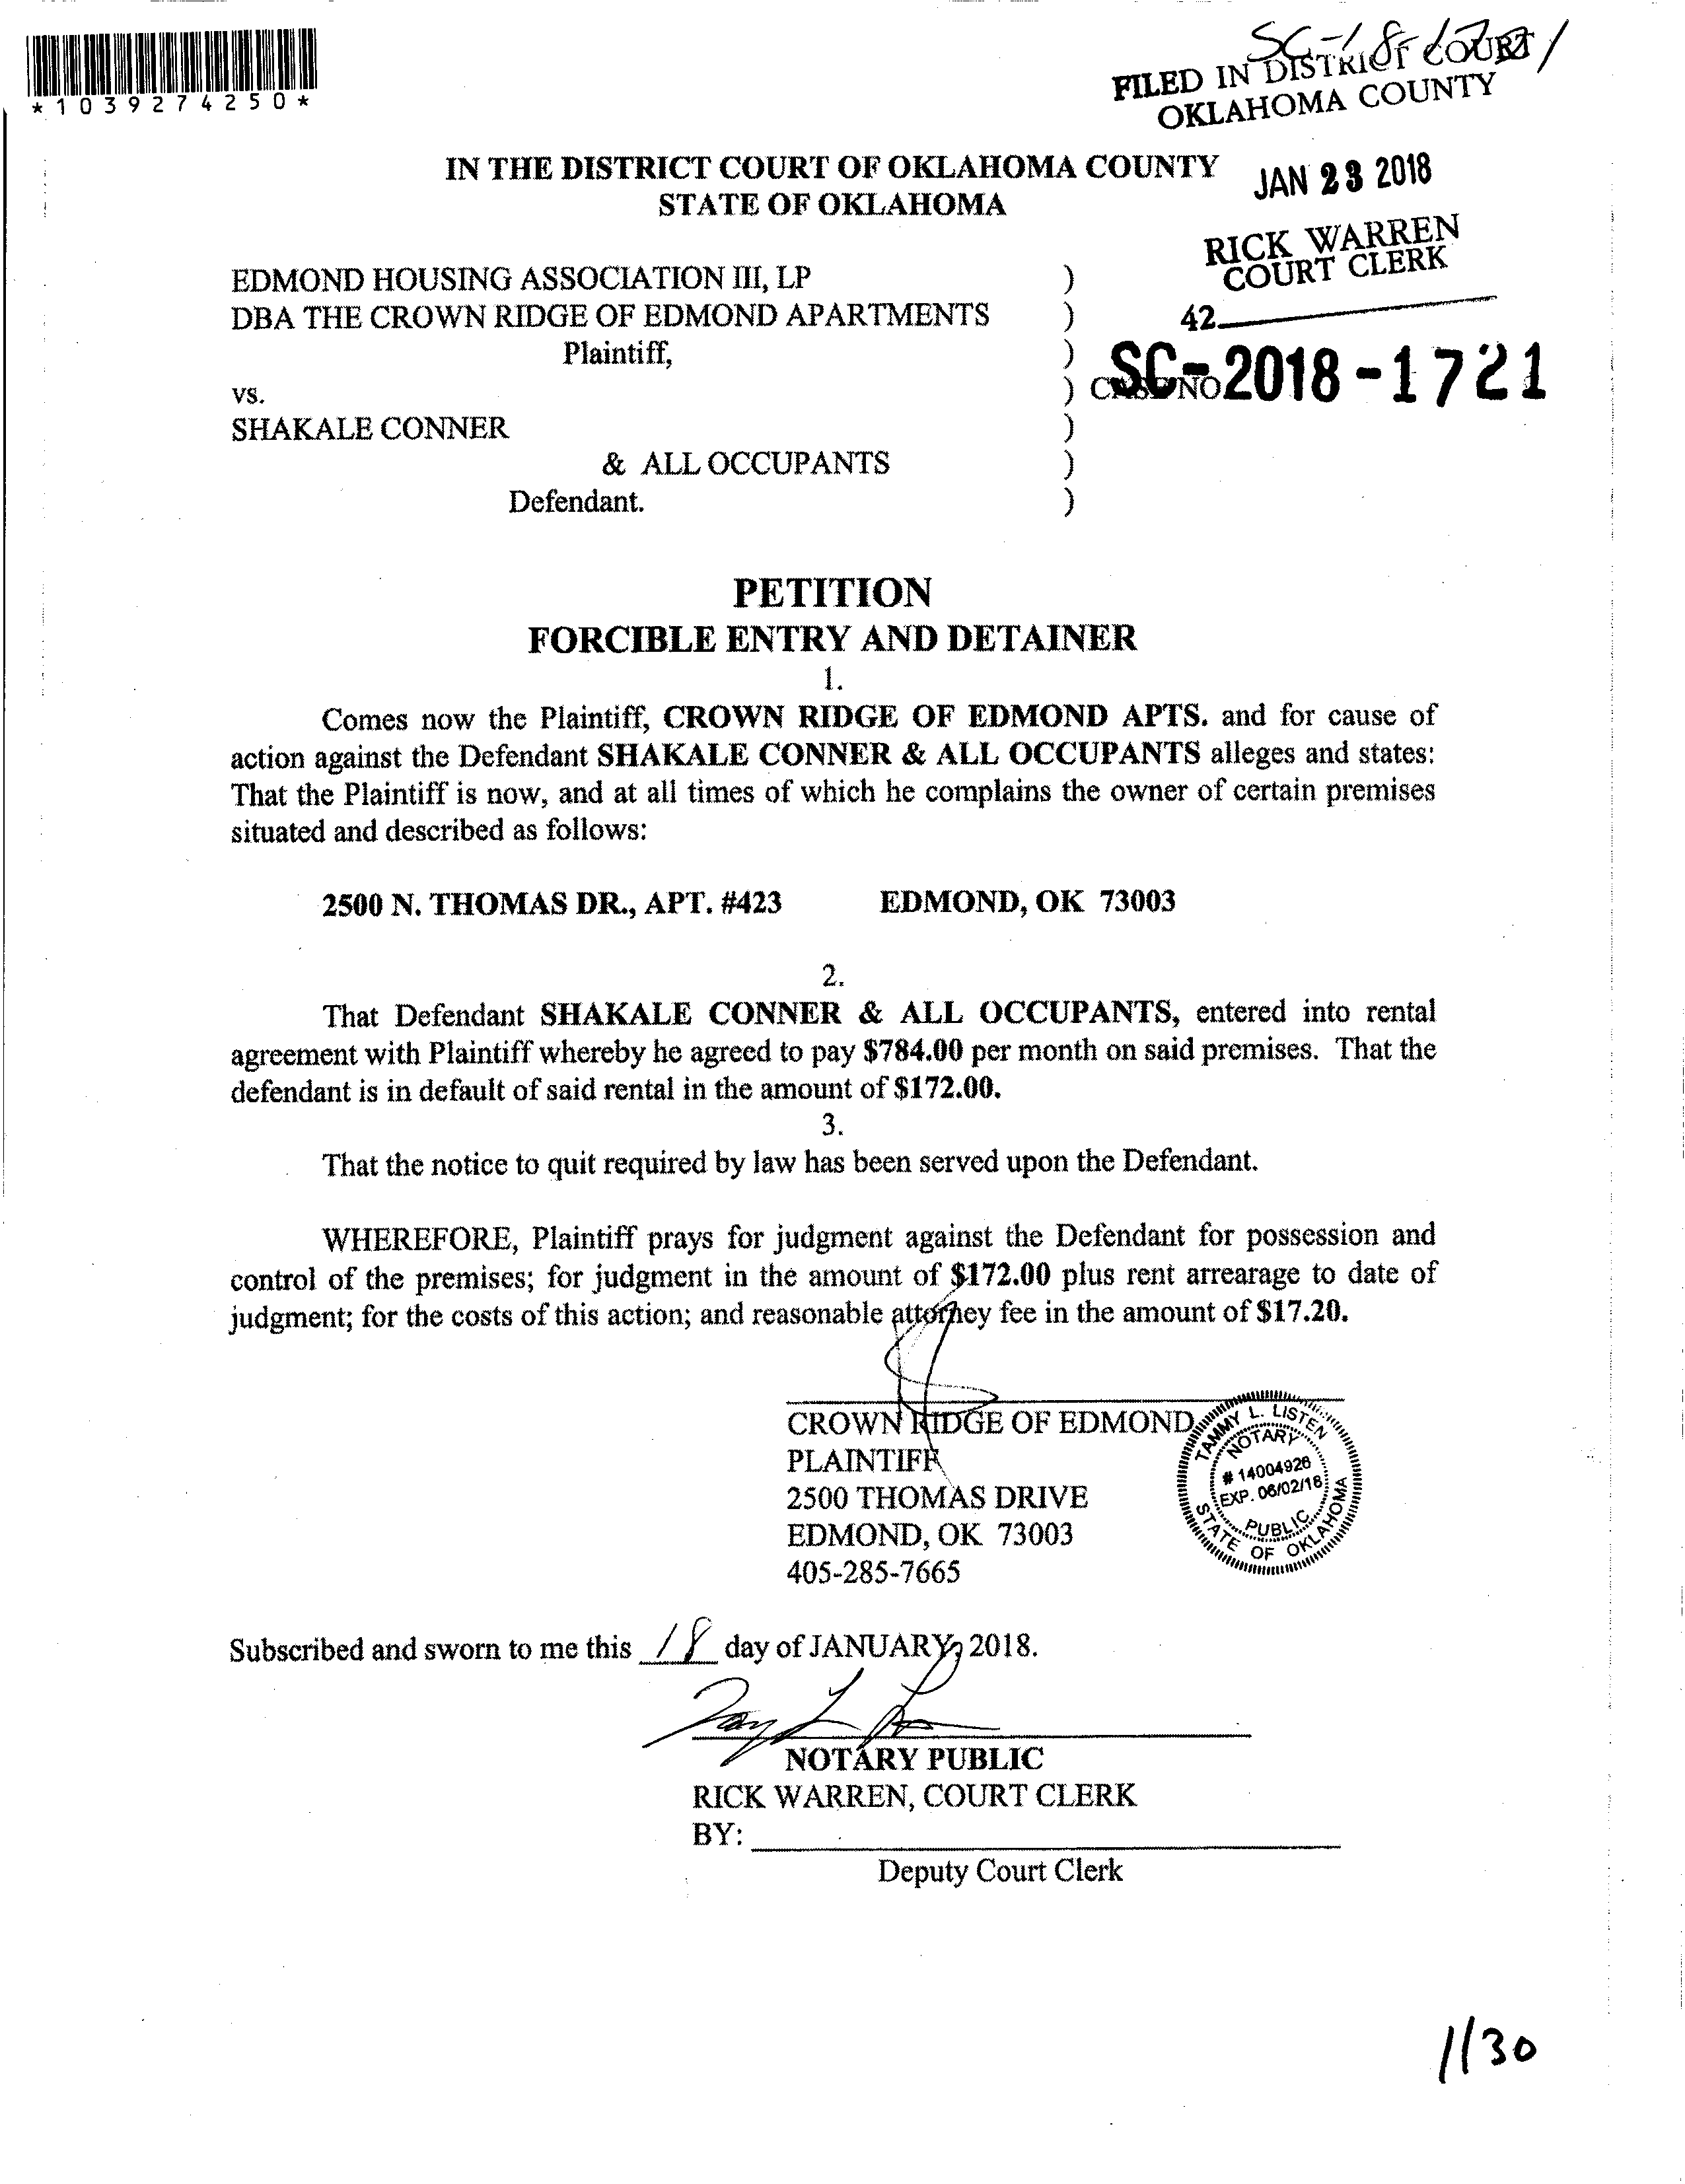 *1039274250*
SC-18-1721
FILED IN DISTRICT COURT
OKLAHOMA COUNTY
IN THE DISTRICT COURT OF OKLAHOMA COUNTY
STATE OF OKLAHOMA
JAN 23 2018
RICK WARREN
COURT CLERK
42
EDMOND HOUSING ASSOCIATION III, LP )
DBA THE CROWN RIDGE OF EDMOND APARTMENTS )
Plaintiff, )
vs. ) CASE NO SC-2018-1721
SHAKALE CONNER )
& ALL OCCUPANTS )
Defendant. )
PETITION
FORCIBLE ENTRY AND DETAINER
1.
Comes now the Plaintiff, CROWN RIDGE OF EDMOND APTS. and for cause of
action against the Defendant SHAKALE CONNER & ALL OCCUPANTS alleges and states:
That the Plaintiff is now, and at all times of which he complains the owner of certain premises
situated and described as follows:
2500 N. THOMAS DR., APT. #423 EDMOND, OK 73003
2.
That Defendant SHAKALE CONNER & ALL OCCUPANTS, entered into rental
agreement with Plaintiff whereby he agreed to pay $784.00 per month on said premises. That the
defendant is in default of said rental in the amount of $172.00.
3.
That the notice to quit required by law has been served upon the Defendant.
WHEREFORE, Plaintiff prays for judgment against the Defendant for possession and
control of the premises; for judgment in the amount of $172.00 plus rent arrearage to date of
judgment; for the costs of this action; and reasonable attorney fee in the amount of $17.20.
CROWN RIDGE OF EDMOND
PLAINTIFF
2500 THOMAS DRIVE
EDMOND, OK 73003
405-285-7665
TAMMY L. LISTEN
NOTARY
# 14004926
EXP. 06/02/18
PUBLIC
STATE OF OKLAHOMA
Subscribed and sworn to me this 18 day of JANUARY, 2018.
NOTARY PUBLIC
RICK WARREN, COURT CLERK
BY:
Deputy Court Clerk
1/30